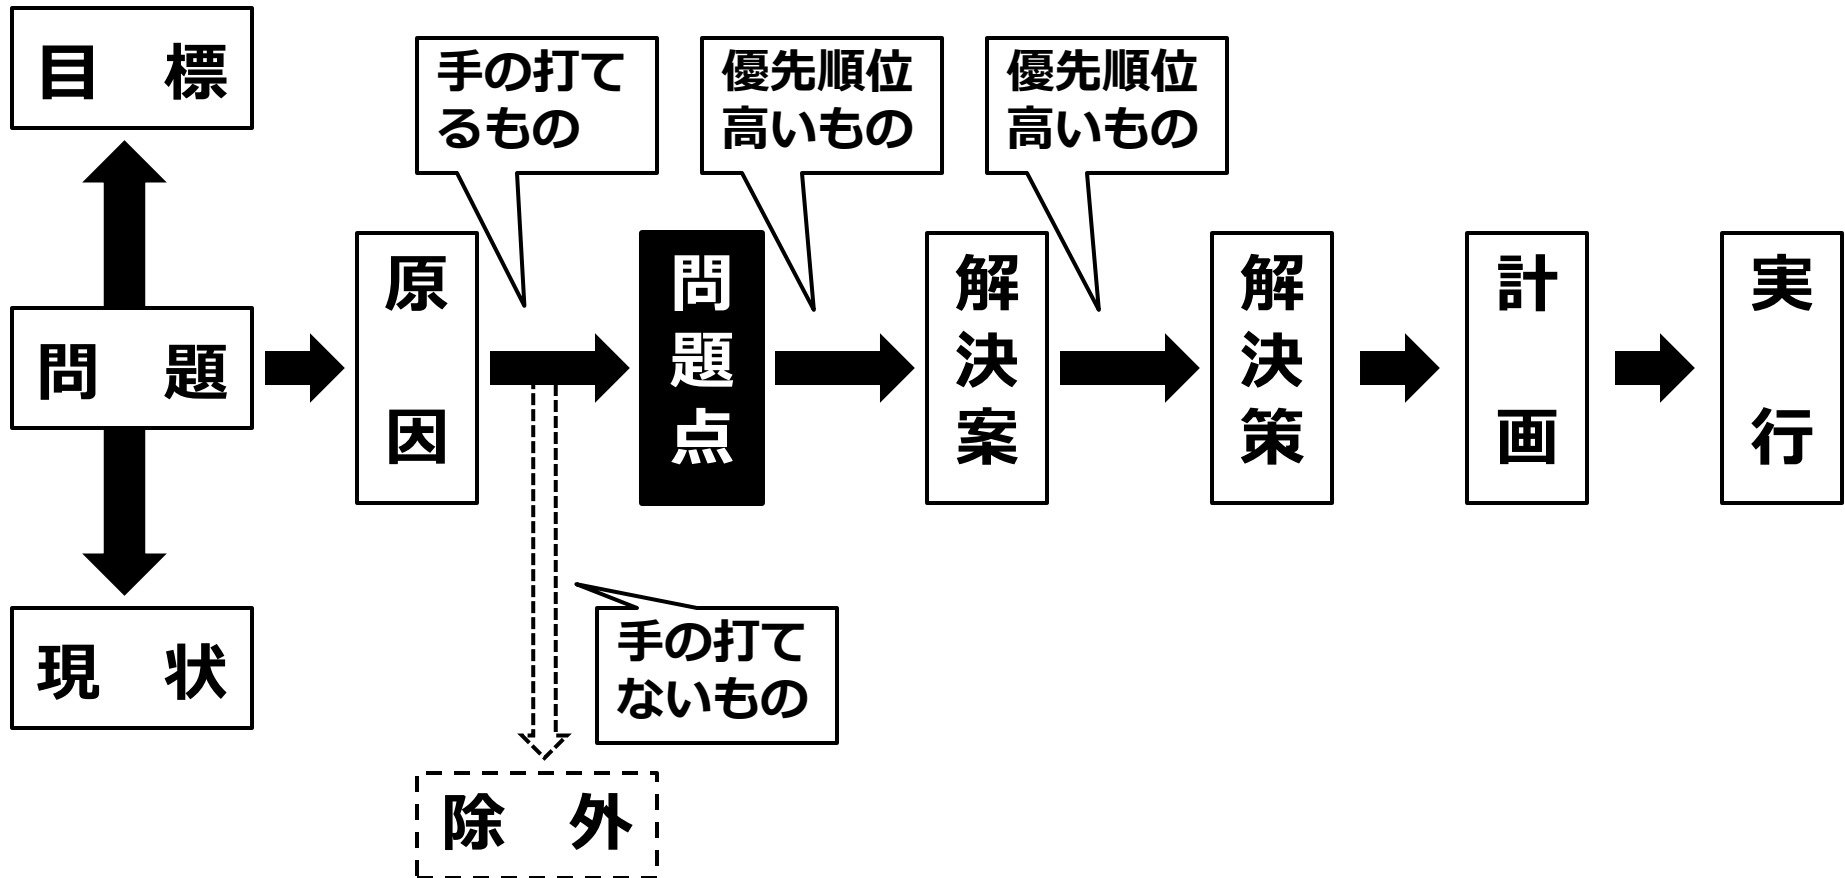 目　標
手の打て
るもの
優先順位
高いもの
優先順位
高いもの
問　題
原因
問題点
解決案
解決策
計画
実行
手の打て
ないもの
現　状
除　外